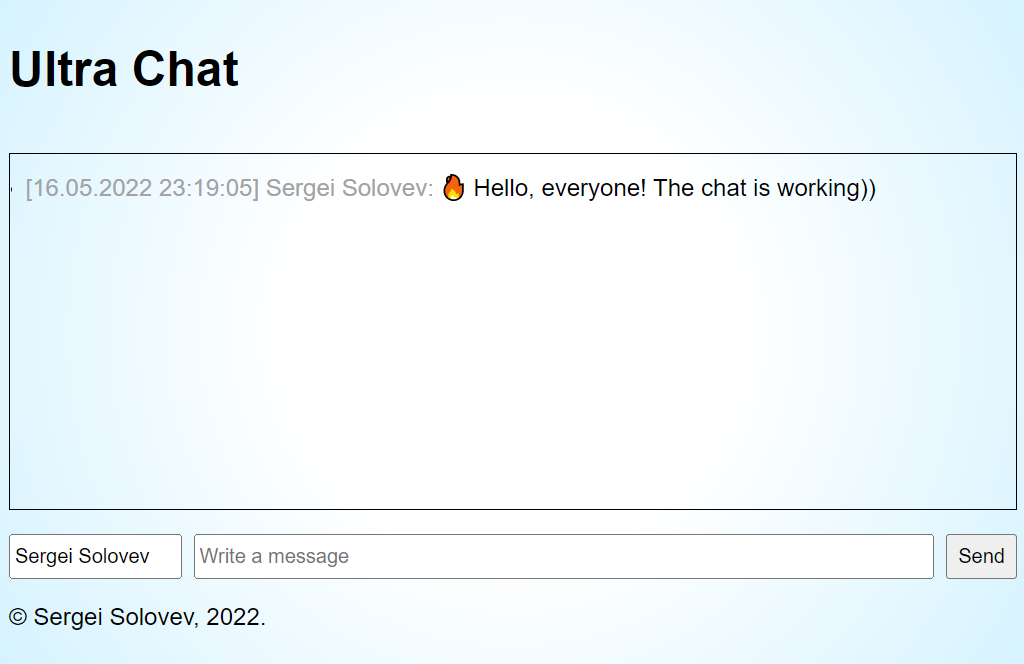 Ultra Chat
[16.05.2022 23:19:05] Sergei Solovev: 🔥 Hello, everyone! The chat is working))
Sergei Solovev
Write a message
Send
© Sergei Solovev, 2022.